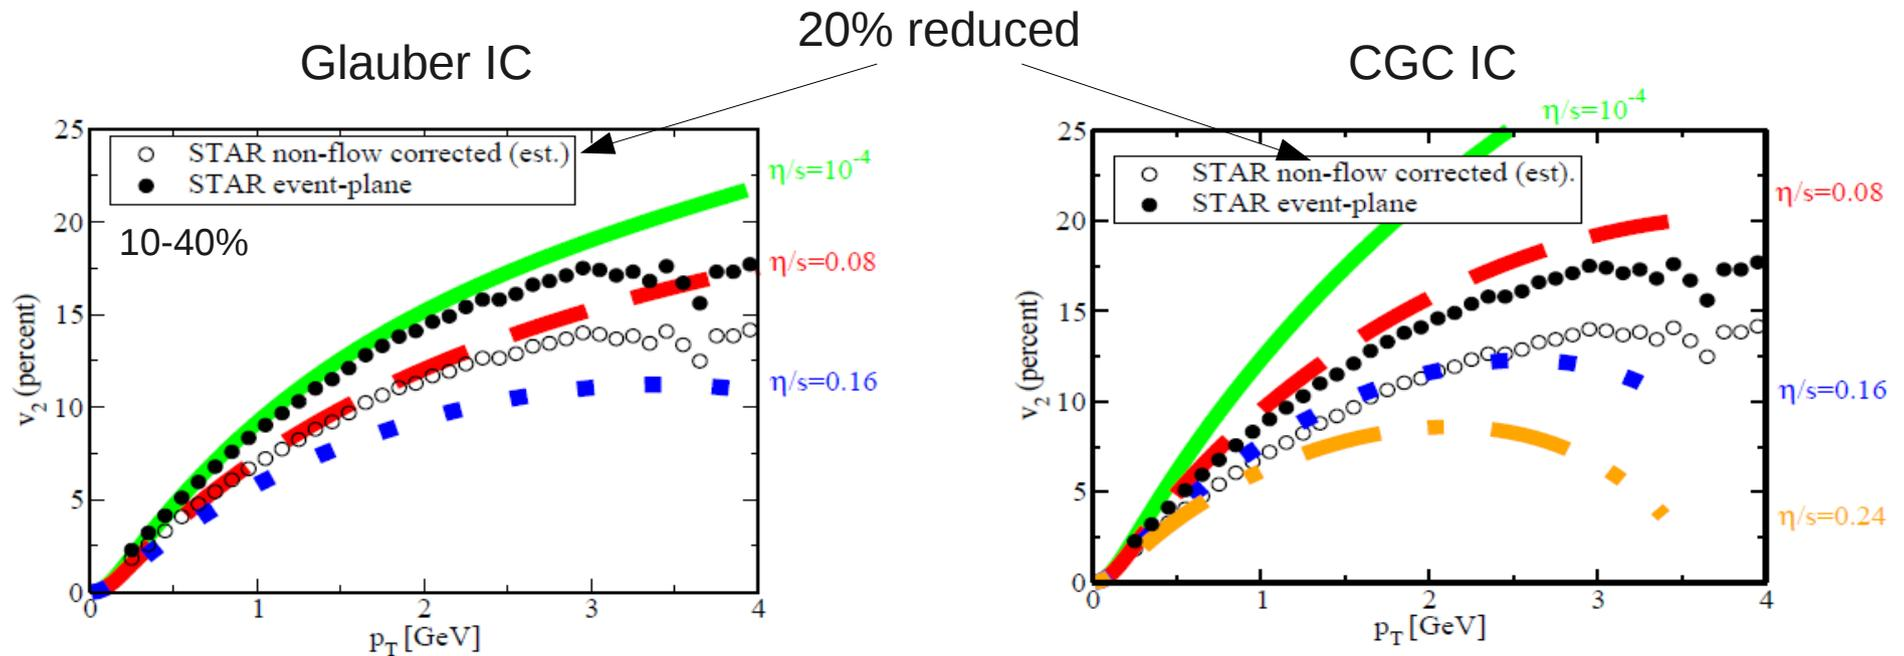 20% reduced
Glauber IC
CGC IC
25
20
15
10
5
0
v2 (percent)
STAR non-flow corrected (est.)
STAR event-plane
10-40%
η/s=10-4
η/s=0.08
η/s=0.16
0 1 2 3 4
pT [GeV]
25
20
15
10
5
0
v2 (percent)
STAR non-flow corrected (est).
STAR event-plane
η/s=10-4
η/s=0.08
η/s=0.16
η/s=0.24
0 1 2 3 4
pT [GeV]